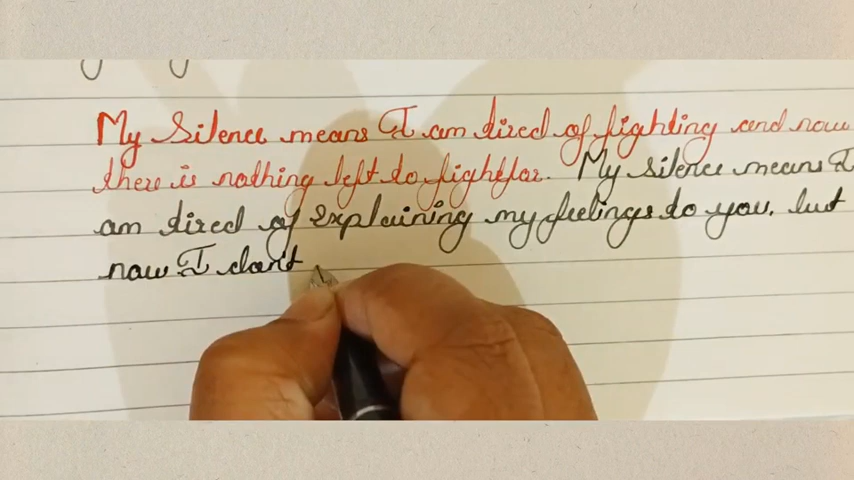 My Silence means I am tired of fighting and now
there is nothing left to fight for. My silence means I
am tired of explaining my feelings to you. but
now I don't